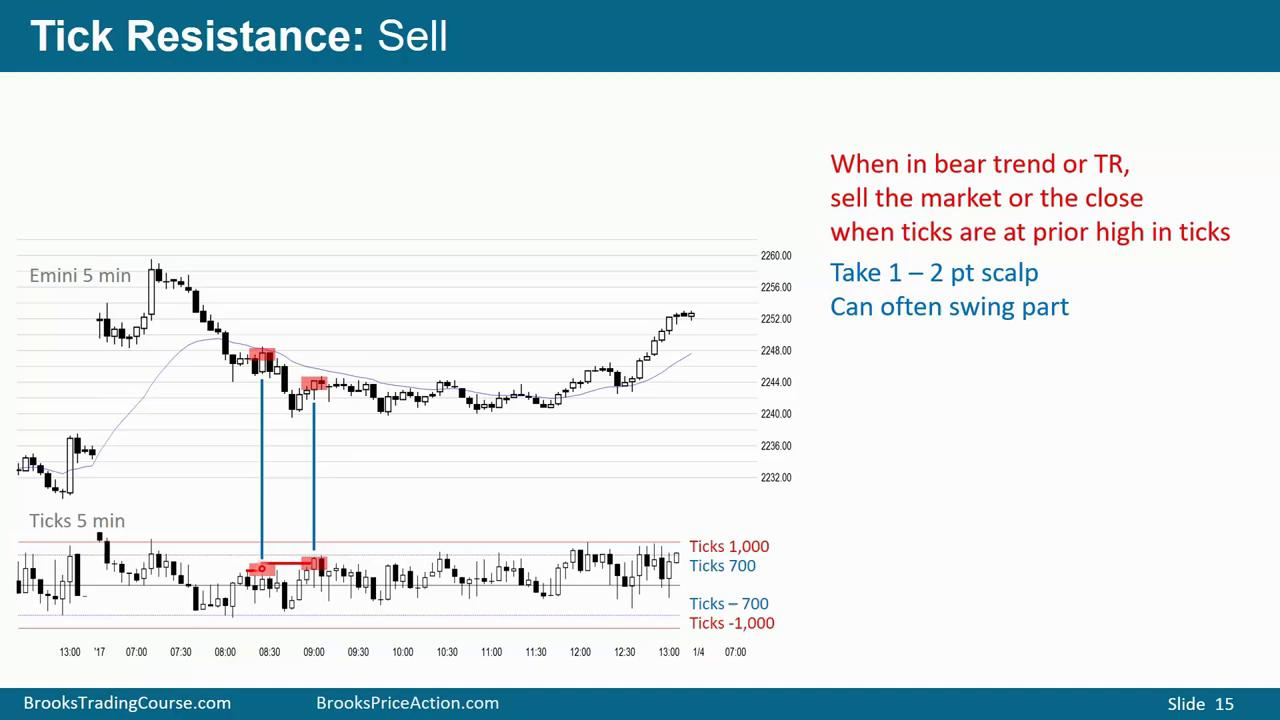 Tick Resistance: Sell
When in bear trend or TR,
sell the market or the close
when ticks are at prior high in ticks
Take 1 – 2 pt scalp
Can often swing part
Emini 5 min
2260.00
2256.00
2252.00
2248.00
2244.00
2240.00
2236.00
2232.00
Ticks 5 min
Ticks 1,000
Ticks 700
Ticks – 700
Ticks -1,000
13:00 '17 07:00 07:30 08:00 08:30 09:00 09:30 10:00 10:30 11:00 11:30 12:00 12:30 13:00 1/4 07:00
BrooksTradingCourse.com BrooksPriceAction.com Slide 15